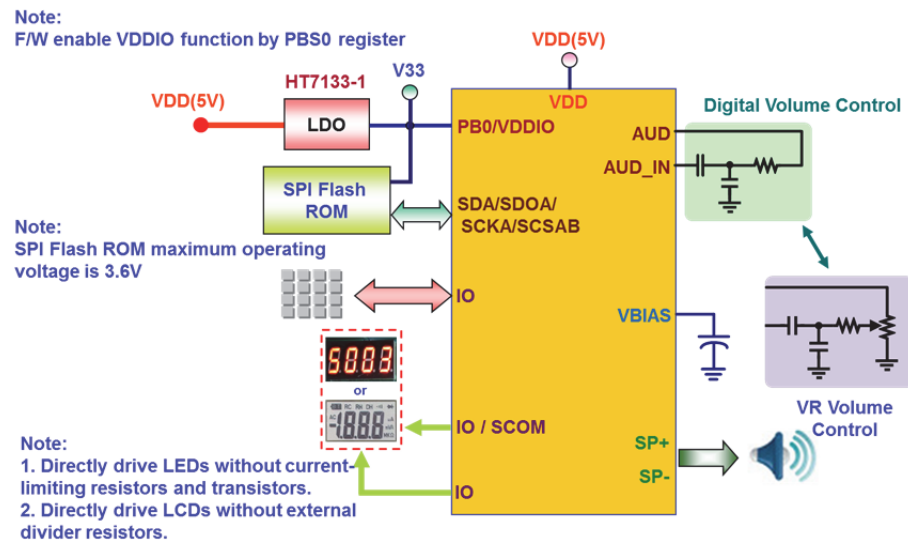 Note:
F/W enable VDDIO function by PBS0 register
VDD(5V)
V33
HT7133-1
VDD(5V)
LDO
VDD
PB0/VDDIO
Digital Volume Control
AUD
AUD_IN
SPI Flash
ROM
SDA/SDOA/
SCKA/SCSAB
Note:
SPI Flash ROM maximum operating
voltage is 3.6V
IO
VBIAS
or
IO / SCOM
VR Volume
Control
SP+
SP-
IO
Note:
1. Directly drive LEDs without current-
limiting resistors and transistors.
2. Directly drive LCDs without external
divider resistors.